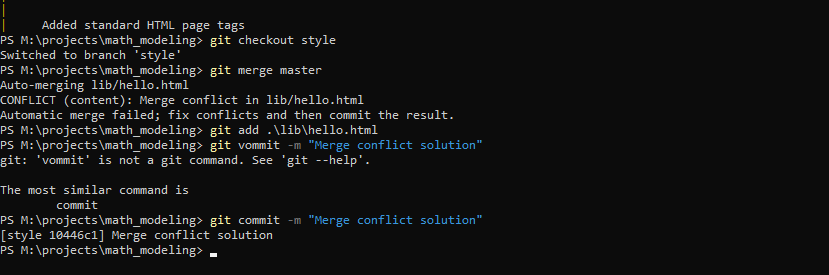 |
|     Added standard HTML page tags
PS M:\projects\math_modeling> git checkout style
Switched to branch 'style'
PS M:\projects\math_modeling> git merge master
Auto-merging lib/hello.html
CONFLICT (content): Merge conflict in lib/hello.html
Automatic merge failed; fix conflicts and then commit the result.
PS M:\projects\math_modeling> git add .\lib\hello.html
PS M:\projects\math_modeling> git vommit -m "Merge conflict solution"
git: 'vommit' is not a git command. See 'git --help'.

The most similar command is
        commit
PS M:\projects\math_modeling> git commit -m "Merge conflict solution"
[style 10446c1] Merge conflict solution
PS M:\projects\math_modeling>